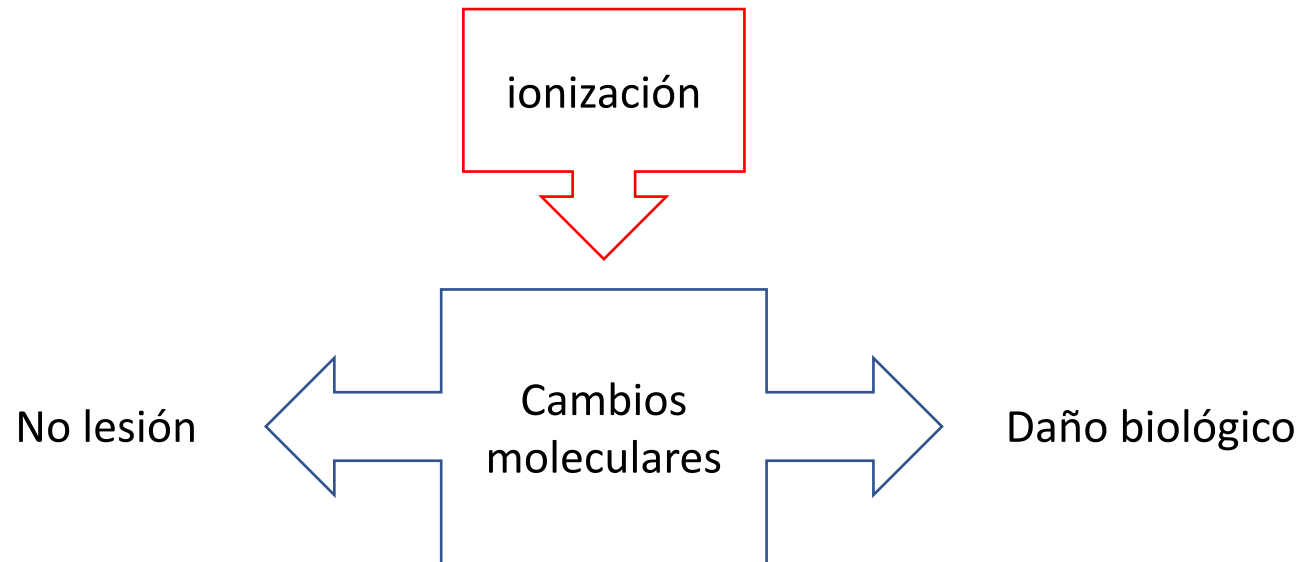 ionización
Cambios
moleculares
No lesión
Daño biológico